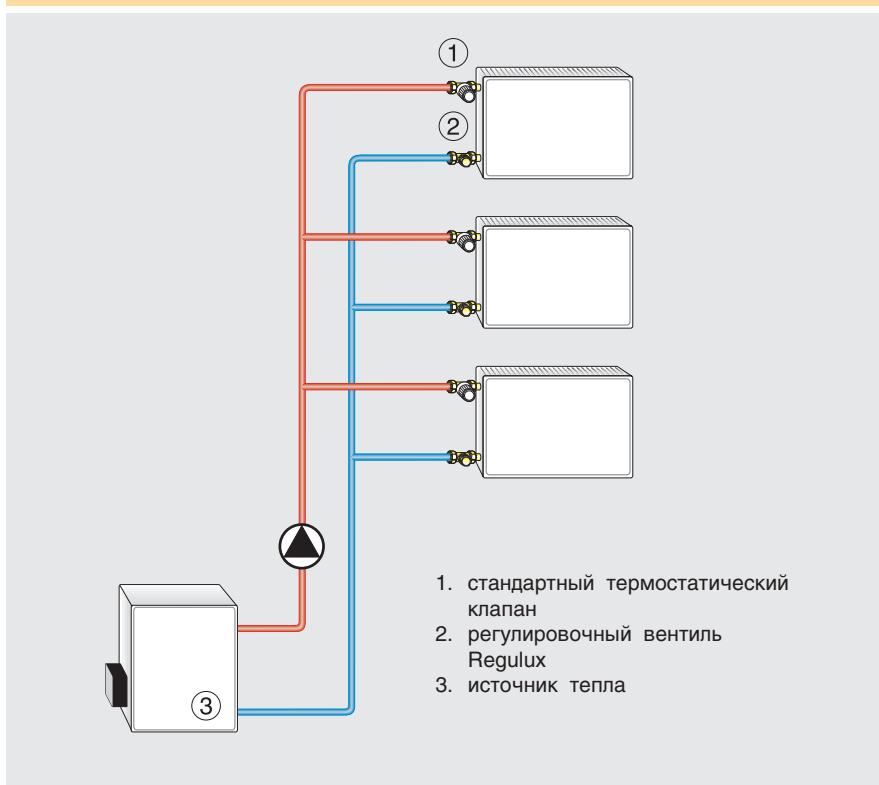 1
2
3
1. стандартный термостатический
клапан
2. регулировочный вентиль
Regulux
3. источник тепла